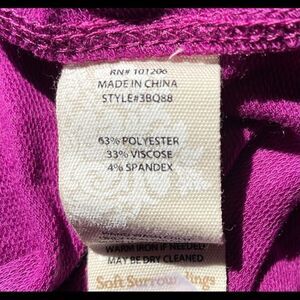 RN# 101206
MADE IN CHINA
STYLE#3BQ88
63% POLYESTER
33% VISCOSE
4% SPANDEX
WARM IRON IF NEEDED
MAY BE DRY CLEANED
Soft Surroundings